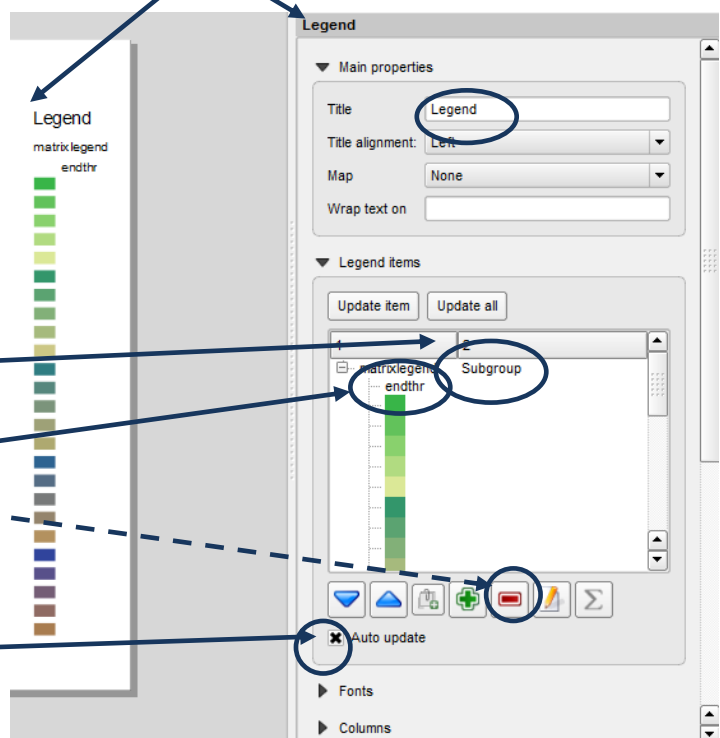 Legend
matrixlegend
endthr
Legend
Main properties
Title Legend
Title alignment: Left
Map None
Wrap text on
Legend items
Update item Update all
1 2
matrixlegend Subgroup
endthr
Auto update
Fonts
Columns